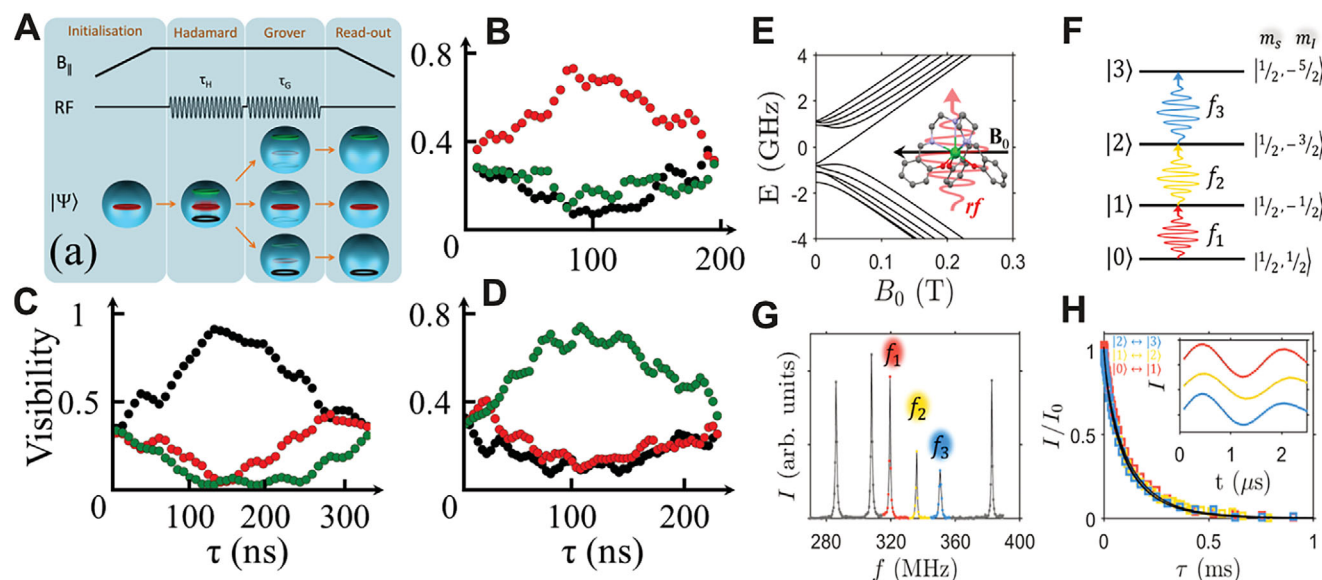 A
Initialisation Hadamard Grover Read-out
B∥
τH τG
RF
|Ψ⟩
(a)
B
0.8
0.4
0 100 200
C
Visibility
1
0.5
0
100 200 300
τ (ns)
D
0.8
0.4
0
100 200
τ (ns)
E
E (GHz)
4
2
0
-2
-4
B0
rf
0 0.1 0.2 0.3
B0 (T)
F
mS mI
|3⟩ |1/2, -5/2⟩
f3
|2⟩ |1/2, -3/2⟩
f2
|1⟩ |1/2, -1/2⟩
f1
|0⟩ |1/2, 1/2⟩
G
I (arb. units)
f1
f2
f3
280 320 360 400
f (MHz)
H
I/I0
1
0.5
0
|2⟩ ↔ |3⟩
|1⟩ ↔ |2⟩
|0⟩ ↔ |1⟩
I
0 1 2
t (μs)
0 0.5 1
τ (ms)